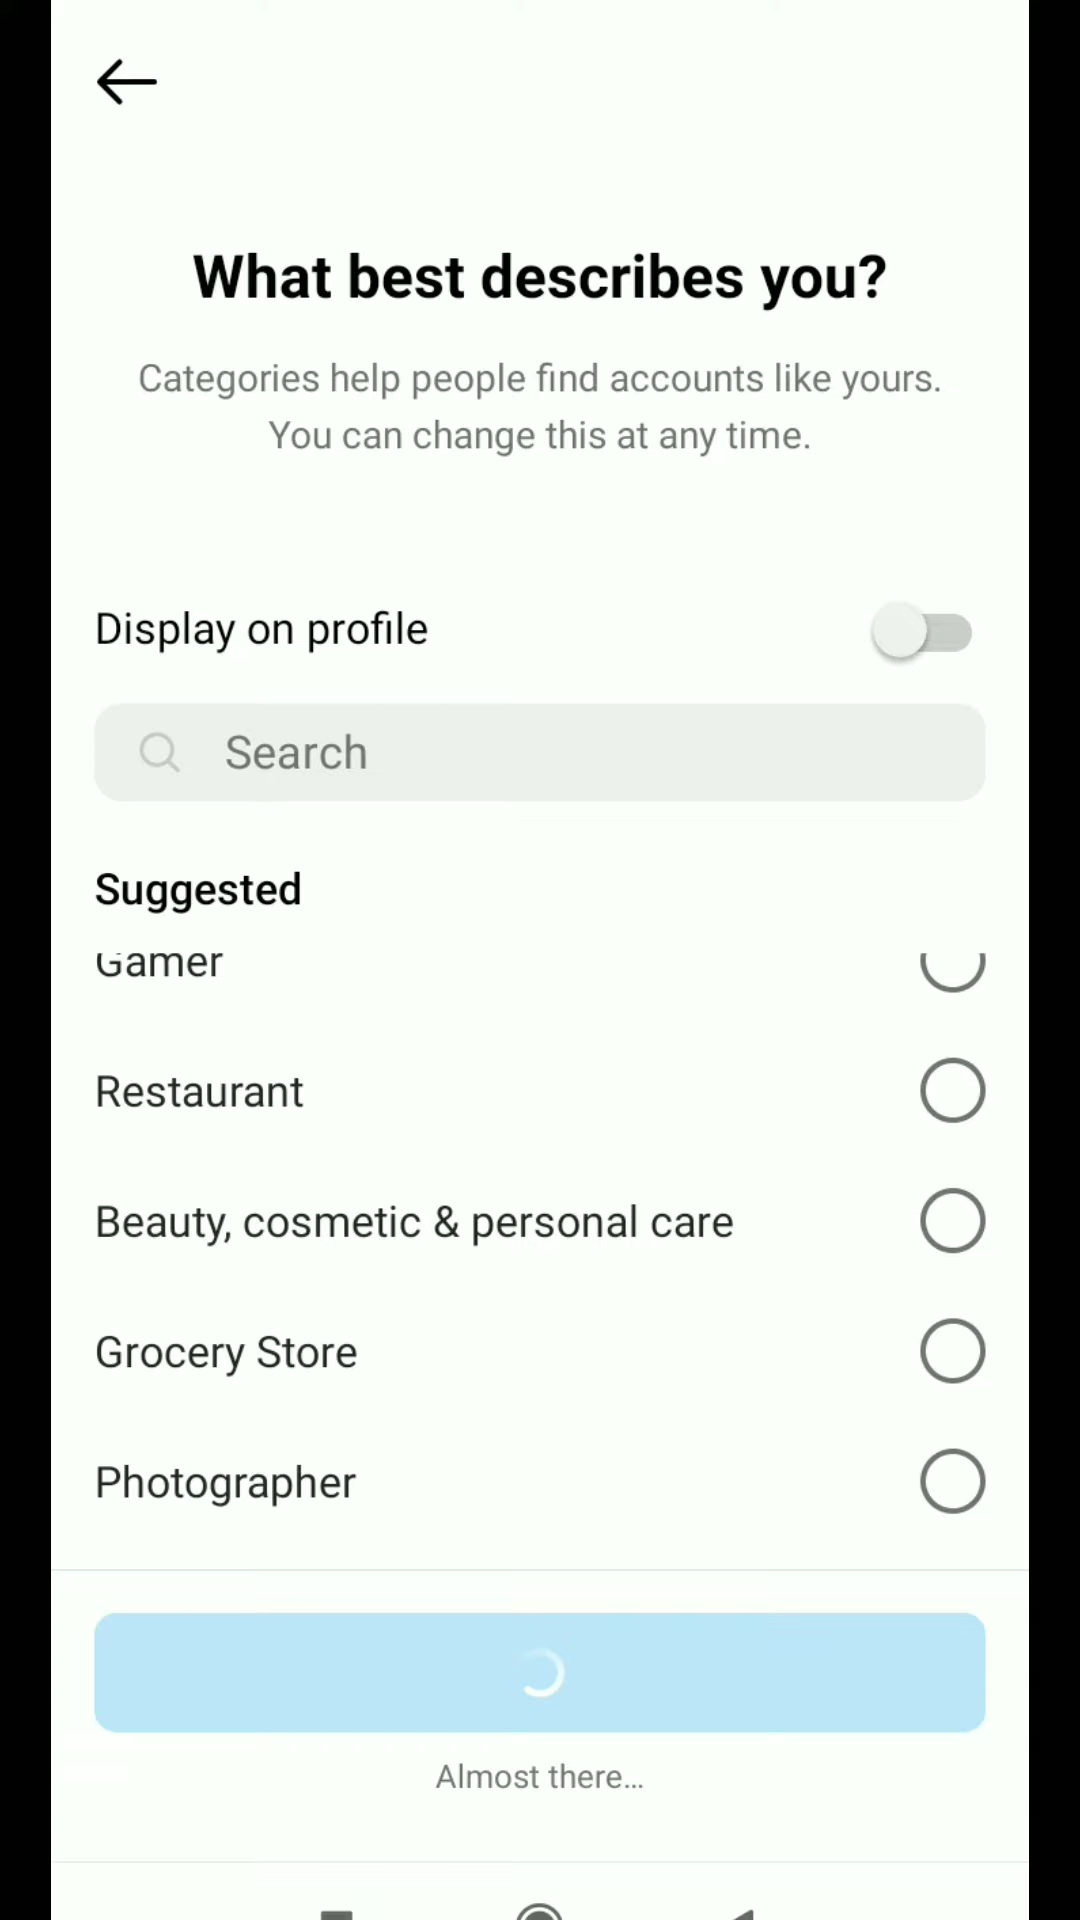 What best describes you?
Categories help people find accounts like yours.
You can change this at any time.
Display on profile
Search
Suggested
Gamer
Restaurant
Beauty, cosmetic & personal care
Grocery Store
Photographer
Almost there...